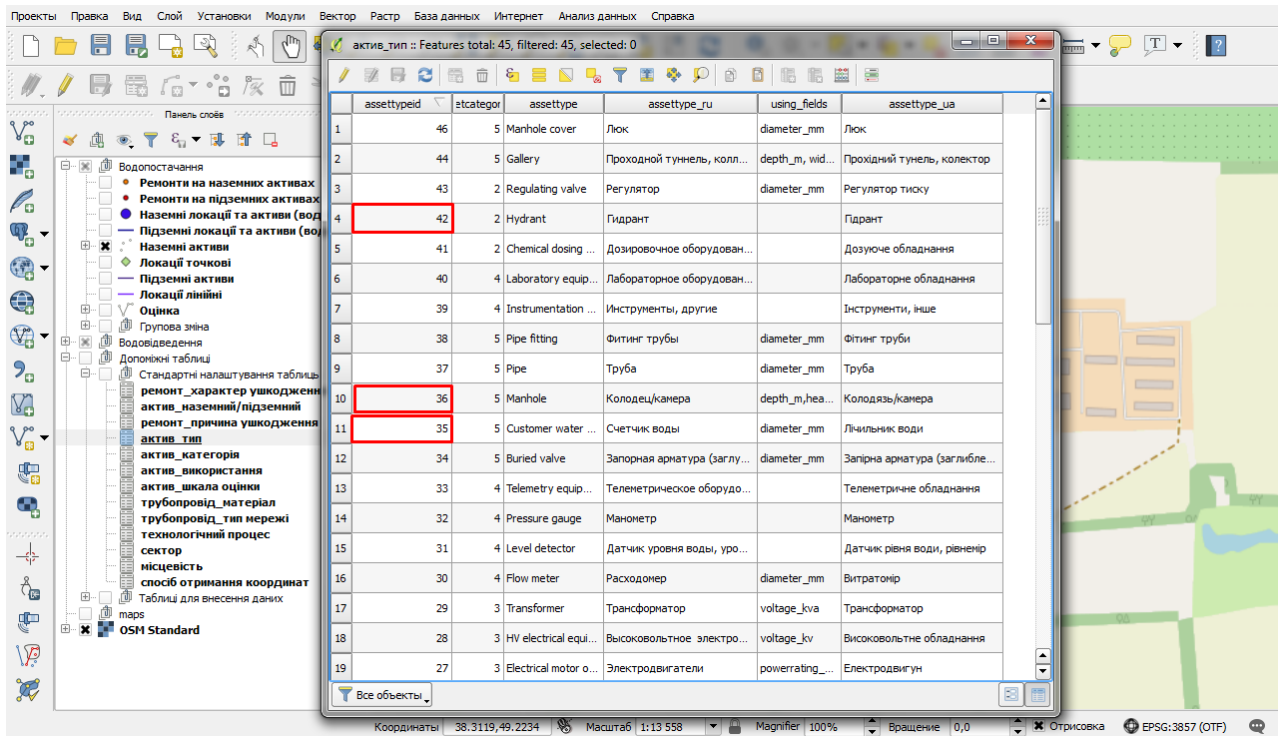 Проекты Правка Вид Слой Установки Модули Вектор Растр База данных Интернет Анализ данных Справка
актив_тип :: Features total: 45, filtered: 45, selected: 0
Панель слоёв
Водопостачання
Ремонти на наземних активах
Ремонти на підземних активах
Наземні локації та активи (вод
Підземні локації та активи (во
Наземні активи
Локації точкові
Підземні активи
Локації лінійні
Оцінка
Групова зміна
Водовідведення
Допоміжні таблиці
Стандартні налаштування таблиць
ремонт_характер ушкоджен
актив_наземний/підземний
ремонт_причина ушкодження
актив_тип
актив_категорія
актив_використання
актив_шкала оцінки
трубопровід_матеріал
трубопровід_тип мережі
технологічний процес
сектор
місцевість
спосіб отримання координат
Таблиці для внесення даних
maps
OSM Standard
assettypeid etcategor assettype assettype_ru using_fields assettype_ua
1 46 5 Manhole cover Люк diameter_mm Люк
2 44 5 Gallery Проходной туннель, колл... depth_m, wid... Прохідний тунель, колектор
3 43 2 Regulating valve Регулятор diameter_mm Регулятор тиску
4 42 2 Hydrant Гидрант Гідрант
5 41 2 Chemical dosing ... Дозировочное оборудован... Дозуюче обладнання
6 40 4 Laboratory equip... Лабораторное оборудован... Лабораторне обладнання
7 39 4 Instrumentation ... Инструменты, другие Інструменти, інше
8 38 5 Pipe fitting Фитинг трубы diameter_mm Фітинг труби
9 37 5 Pipe Труба diameter_mm Труба
10 36 5 Manhole Колодец/камера depth_m,hea... Колодязь/камера
11 35 5 Customer water ... Счетчик воды diameter_mm Лічильник води
12 34 5 Buried valve Запорная арматура (заглу... diameter_mm Запірна арматура (заглибле...
13 33 4 Telemetry equip... Телеметрическое оборудо... Телеметричне обладнання
14 32 4 Pressure gauge Манометр Манометр
15 31 4 Level detector Датчик уровня воды, уро... Датчик рівня води, рівнемір
16 30 4 Flow meter Расходомер diameter_mm Витратомір
17 29 3 Transformer Трансформатор voltage_kva Трансформатор
18 28 3 HV electrical equi... Высоковольтное электро... voltage_kv Високовольтне обладнання
19 27 3 Electrical motor o... Электродвигатели powerrating_... Електродвигун
Все объекты
Координаты 38.3119,49.2234 Масштаб 1:13 558 Magnifier 100% Вращение 0,0 Отрисовка EPSG:3857 (OTF)